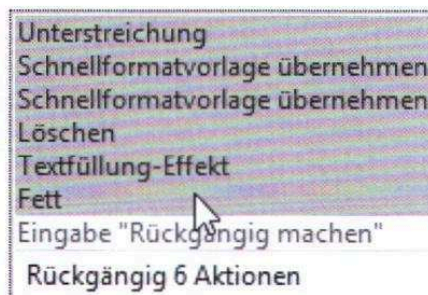 Unterstreichung
Schnellformatvorlage übernehmen
Schnellformatvorlage übernehmen
Löschen
Textfüllung-Effekt
Fett
Eingabe "Rückgängig machen"
Rückgängig 6 Aktionen